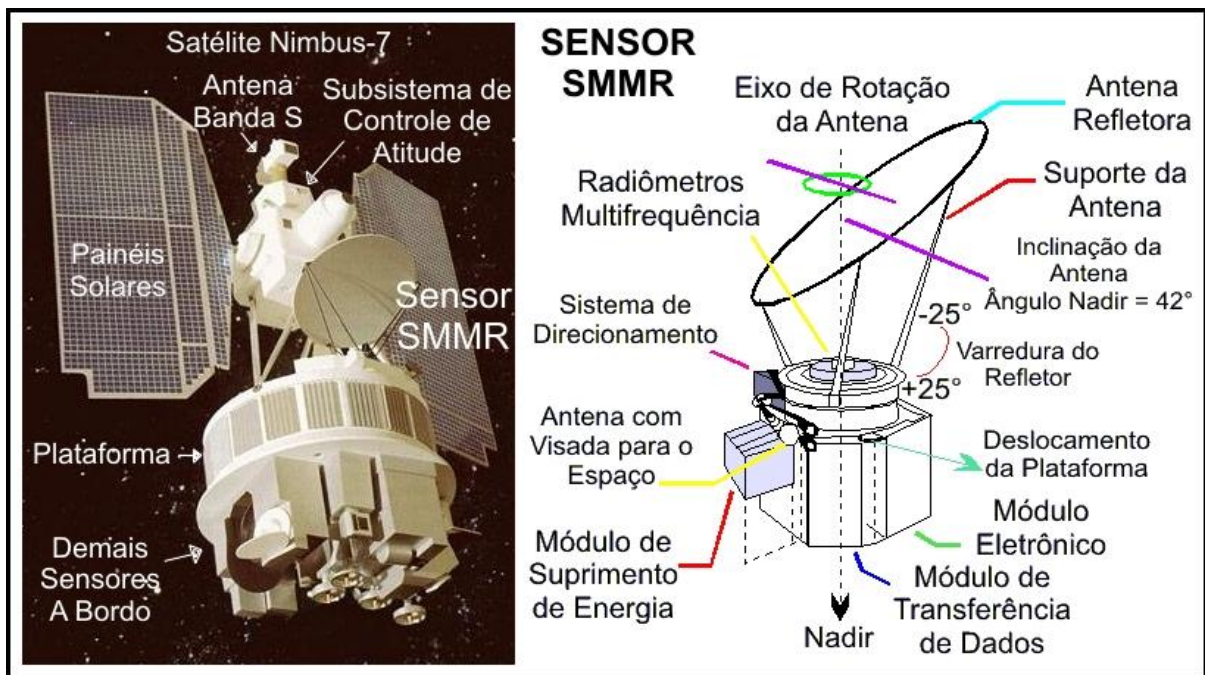 Satélite Nimbus-7
Antena
Banda S
Subsistema de
Controle de
Atitude
Painéis
Solares
Sensor
SMMR
Plataforma
Demais
Sensores
A Bordo
SENSOR
SMMR
Eixo de Rotação
da Antena
Antena
Refletora
Radiômetros
Multifrequência
Suporte da
Antena
Inclinação da
Antena
Ângulo Nadir = 42°
Sistema de
Direcionamento
-25°
Varredura do
Refletor
+25°
Antena com
Visada para o
Espaço
Deslocamento
da Plataforma
Módulo de
Suprimento
de Energia
Módulo
Eletrônico
Módulo de
Transferência
de Dados
Nadir